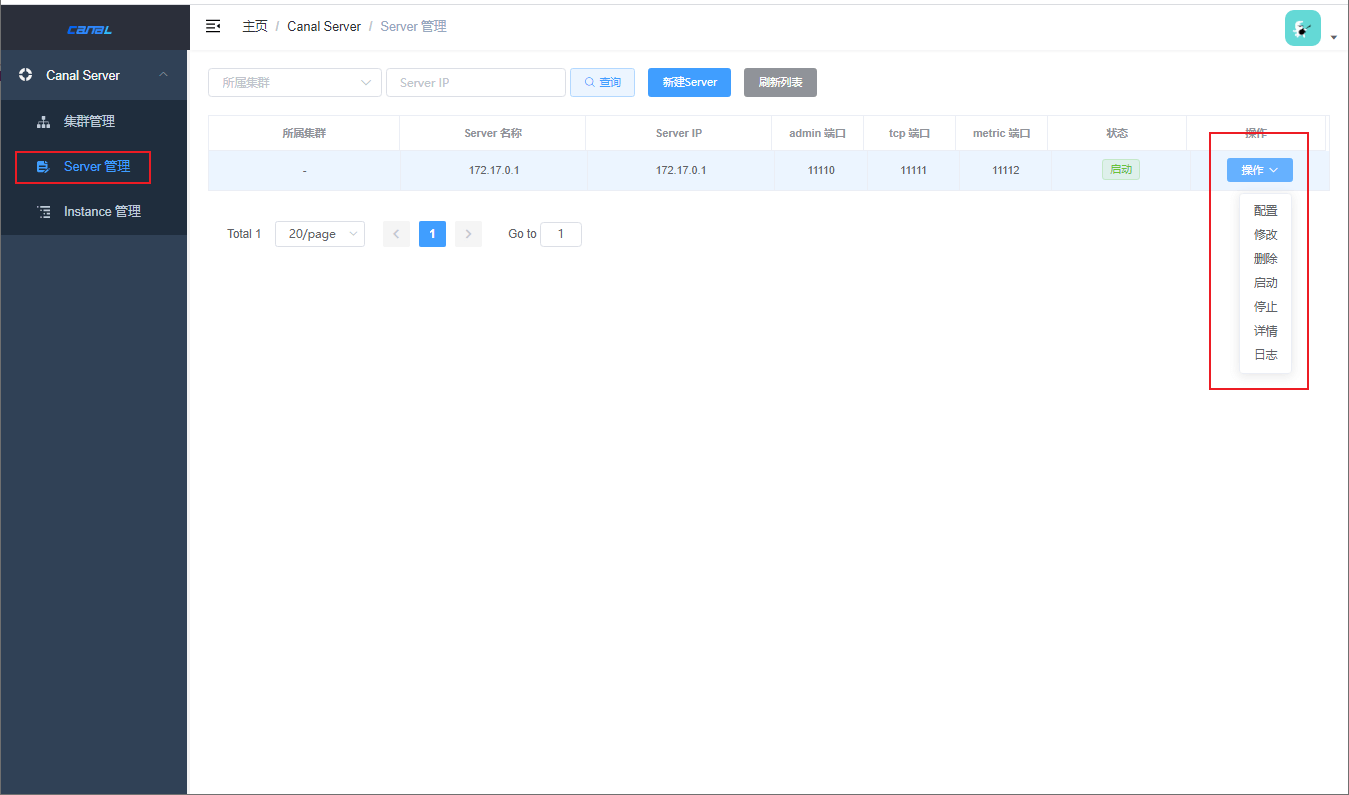 canal
主页 / Canal Server / Server 管理
Canal Server
集群管理
Server 管理
Instance 管理
所属集群 Server IP 查询 新建Server 刷新列表
所属集群 Server 名称 Server IP admin 端口 tcp 端口 metric 端口 状态 操作
- 172.17.0.1 172.17.0.1 11110 11111 11112 启动 操作
配置
修改
删除
启动
停止
详情
日志
Total 1 20/page 1 Go to 1